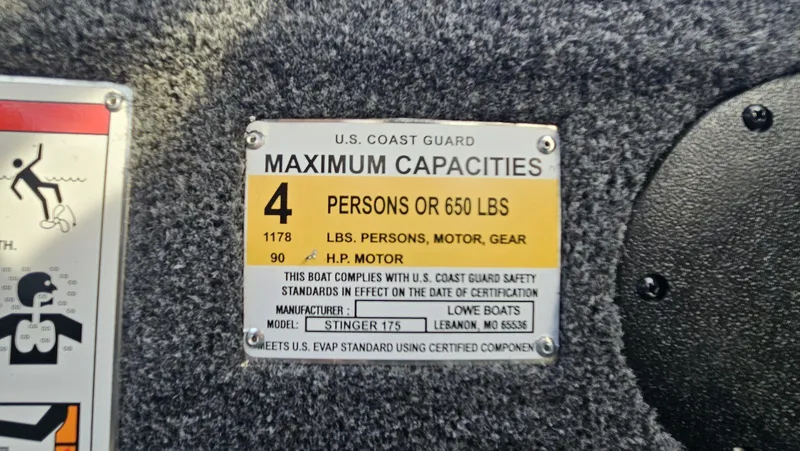 U.S. COAST GUARD
MAXIMUM CAPACITIES
4 PERSONS OR 650 LBS
1178 LBS. PERSONS, MOTOR, GEAR
90 H.P. MOTOR
THIS BOAT COMPLIES WITH U.S. COAST GUARD SAFETY
STANDARDS IN EFFECT ON THE DATE OF CERTIFICATION
MANUFACTURER : LOWE BOATS
MODEL: STINGER 175 LEBANON, MO 65536
MEETS U.S. EVAP STANDARD USING CERTIFIED COMPONEN
TH.